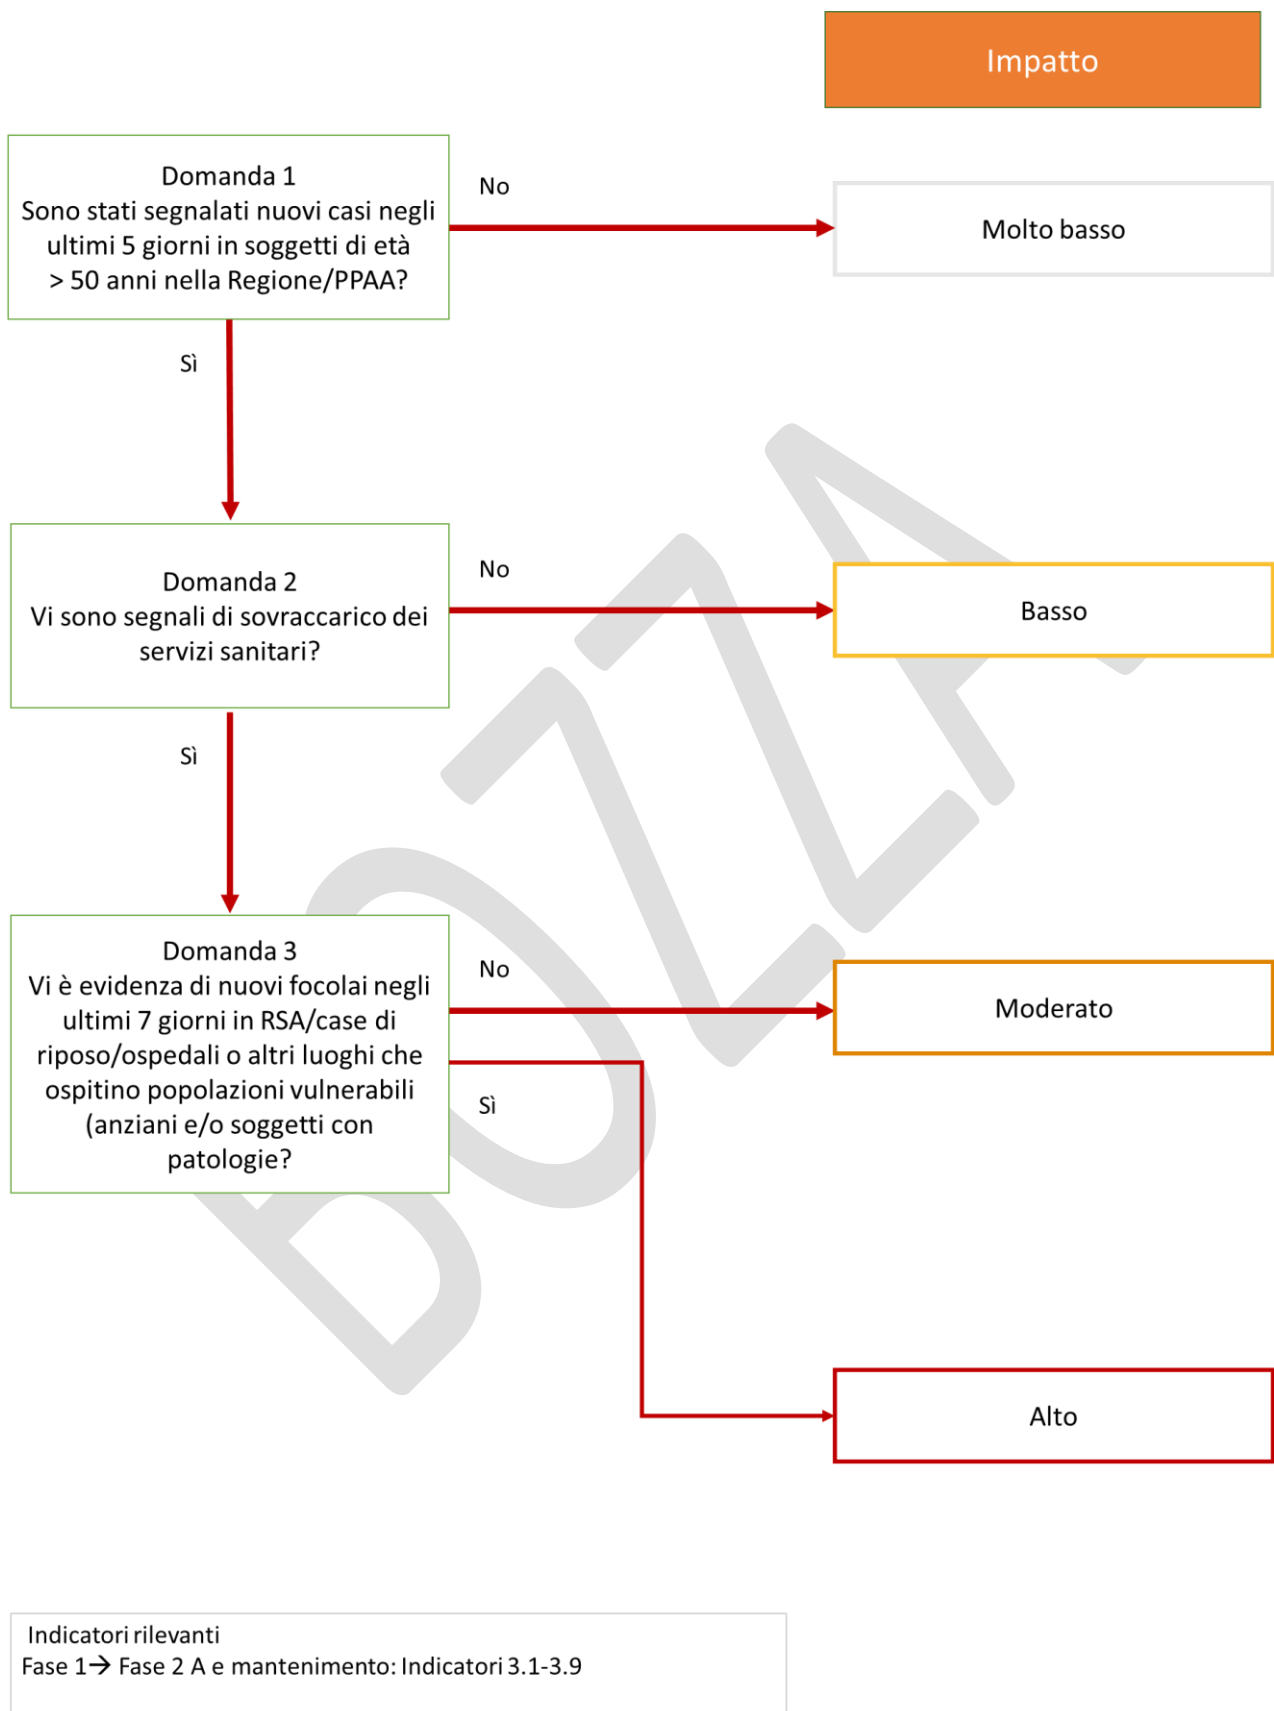 Impatto
Domanda 1
Sono stati segnalati nuovi casi negli
ultimi 5 giorni in soggetti di età
> 50 anni nella Regione/PPAA?
No
Molto basso
Sì
Domanda 2
Vi sono segnali di sovraccarico dei
servizi sanitari?
No
Basso
Sì
Domanda 3
Vi è evidenza di nuovi focolai negli
ultimi 7 giorni in RSA/case di
riposo/ospedali o altri luoghi che
ospitino popolazioni vulnerabili
(anziani e/o soggetti con
patologie?
No
Moderato
Sì
Alto
BOZZA
Indicatori rilevanti
Fase 1→ Fase 2 A e mantenimento: Indicatori 3.1-3.9